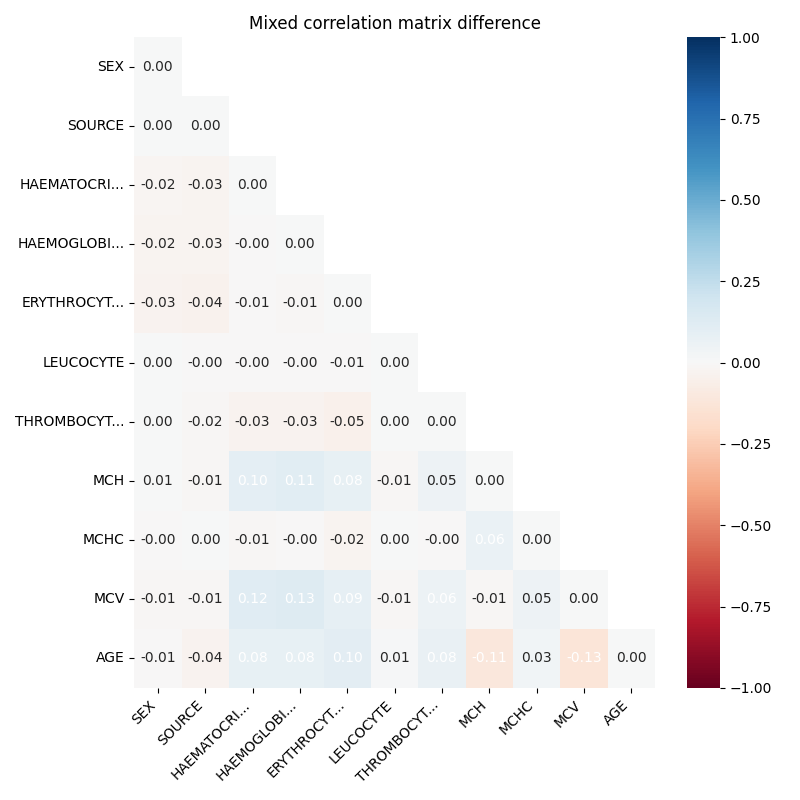 Mixed correlation matrix difference
SEX 0.00
SOURCE 0.00 0.00
HAEMATOCRI... -0.02 -0.03 0.00
HAEMOGLOBI... -0.02 -0.03 -0.00 0.00
ERYTHROCYT... -0.03 -0.04 -0.01 -0.01 0.00
LEUCOCYTE 0.00 -0.00 -0.00 -0.00 -0.01 0.00
THROMBOCYT... 0.00 -0.02 -0.03 -0.03 -0.05 0.00 0.00
MCH 0.01 -0.01 0.10 0.11 0.08 -0.01 0.05 0.00
MCHC -0.00 0.00 -0.01 -0.00 -0.02 0.00 -0.00 0.06 0.00
MCV -0.01 -0.01 0.12 0.13 0.09 -0.01 0.06 -0.01 0.05 0.00
AGE -0.01 -0.04 0.08 0.08 0.10 0.01 0.08 -0.11 0.03 -0.13 0.00
SEX SOURCE HAEMATOCRI... HAEMOGLOBI... ERYTHROCYT... LEUCOCYTE THROMBOCYT... MCH MCHC MCV AGE
1.00
0.75
0.50
0.25
0.00
−0.25
−0.50
−0.75
−1.00